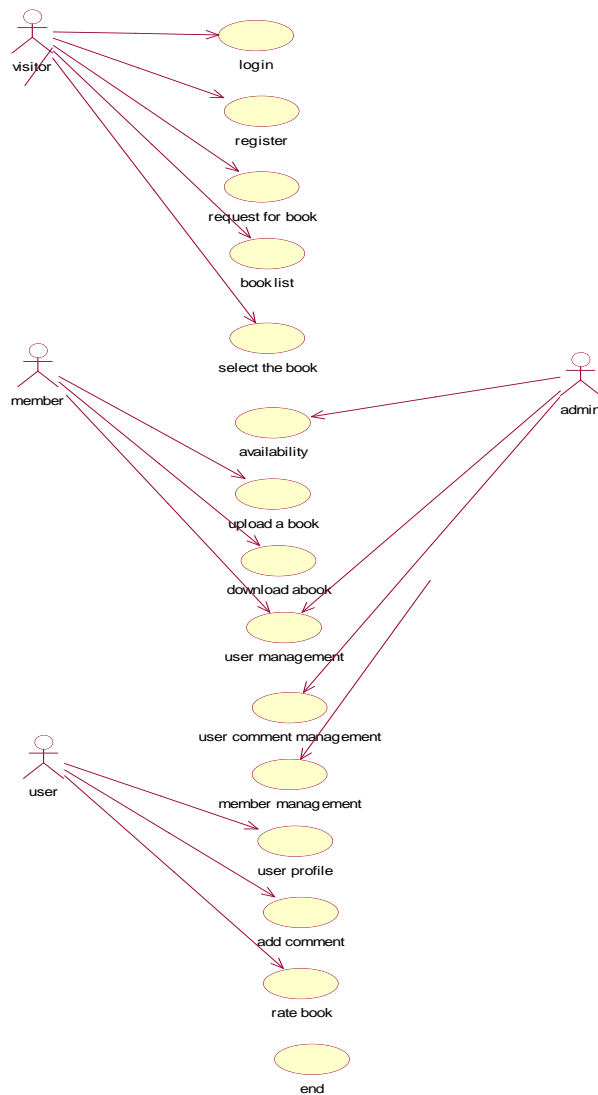 visitor
login
register
request for book
book list
select the book
member
admin
availability
upload a book
download abook
user management
user comment management
user
member management
user profile
add comment
rate book
end